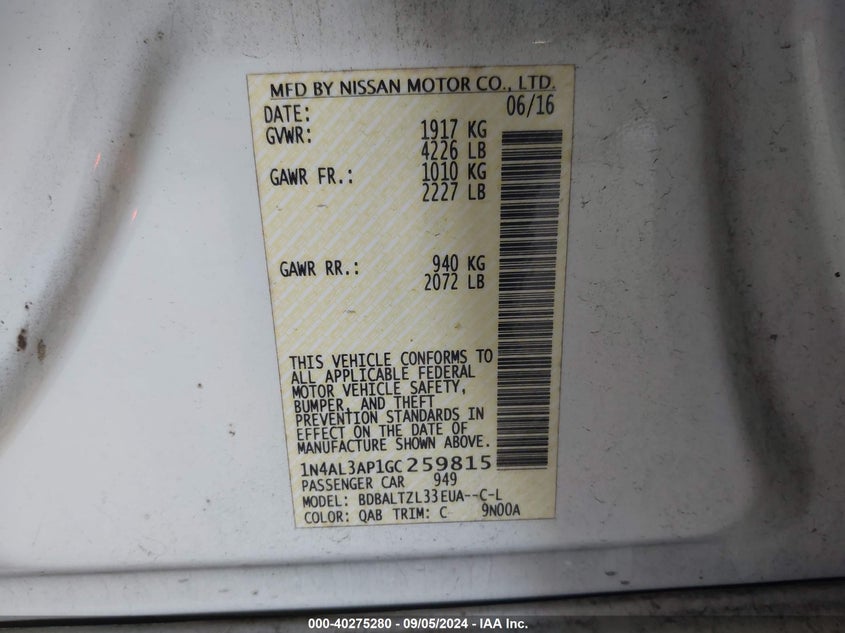 MFD BY NISSAN MOTOR CO., LTD.
DATE: 06/16
GVWR: 1917 KG
4226 LB
GAWR FR.: 1010 KG
2227 LB
GAWR RR.: 940 KG
2072 LB
THIS VEHICLE CONFORMS TO
ALL APPLICABLE FEDERAL
MOTOR VEHICLE SAFETY,
BUMPER, AND THEFT
PREVENTION STANDARDS IN
EFFECT ON THE DATE OF
MANUFACTURE SHOWN ABOVE.
1N4AL3AP1GC259815
PASSENGER CAR 949
MODEL: BDBALTZL33EUA--C-L
COLOR: QAB TRIM: C 9N00A
000-40275280 - 09/05/2024 - IAA Inc.